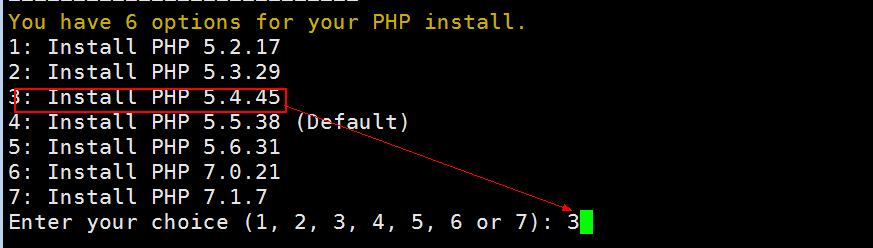 You have 6 options for your PHP install.
1: Install PHP 5.2.17
2: Install PHP 5.3.29
3: Install PHP 5.4.45
4: Install PHP 5.5.38 (Default)
5: Install PHP 5.6.31
6: Install PHP 7.0.21
7: Install PHP 7.1.7
Enter your choice (1, 2, 3, 4, 5, 6 or 7): 3